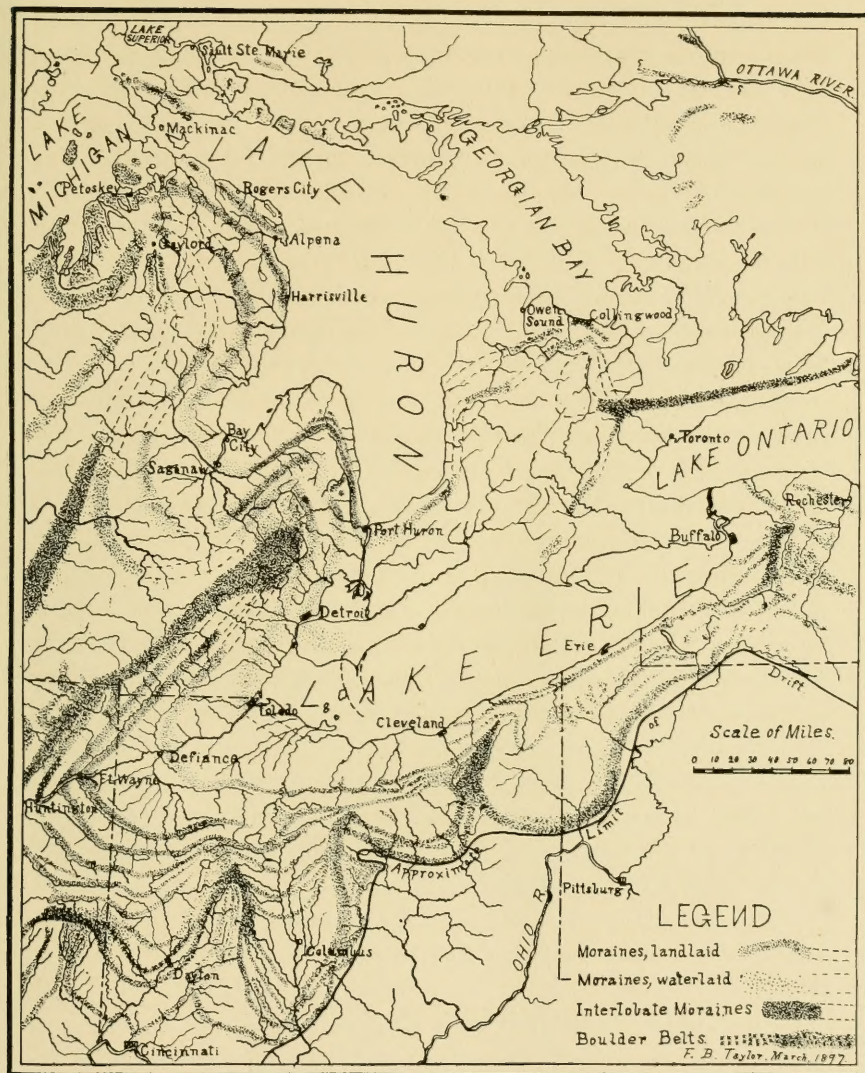 LAKE
SUPERIOR
Sault Ste. Marie
OTTAWA RIVER
LAKE
MICHIGAN
Mackinac
LAKE
HURON
GEORGIAN BAY
Petoskey
Rogers City
Gaylord
Alpena
Harrisville
Owen
Sound
Collingwood
Bay
City
Saginaw
Toronto
LAKE ONTARIO
Rochester
Port Huron
Buffalo
Detroit
LAKE ERIE
Erie
Toledo
Cleveland
Drift
of
Limit
Approximate
Scale of Miles.
0 10 20 30 40 50 60 70 80
Defiance
Ft. Wayne
Huntington
Pittsburg
OHIO R.
Columbus
Dayton
Cincinnati
LEGEND
Moraines, landlaid
Moraines, waterlaid
Interlobate Moraines
Boulder Belts
F. B. Taylor. March, 1897.